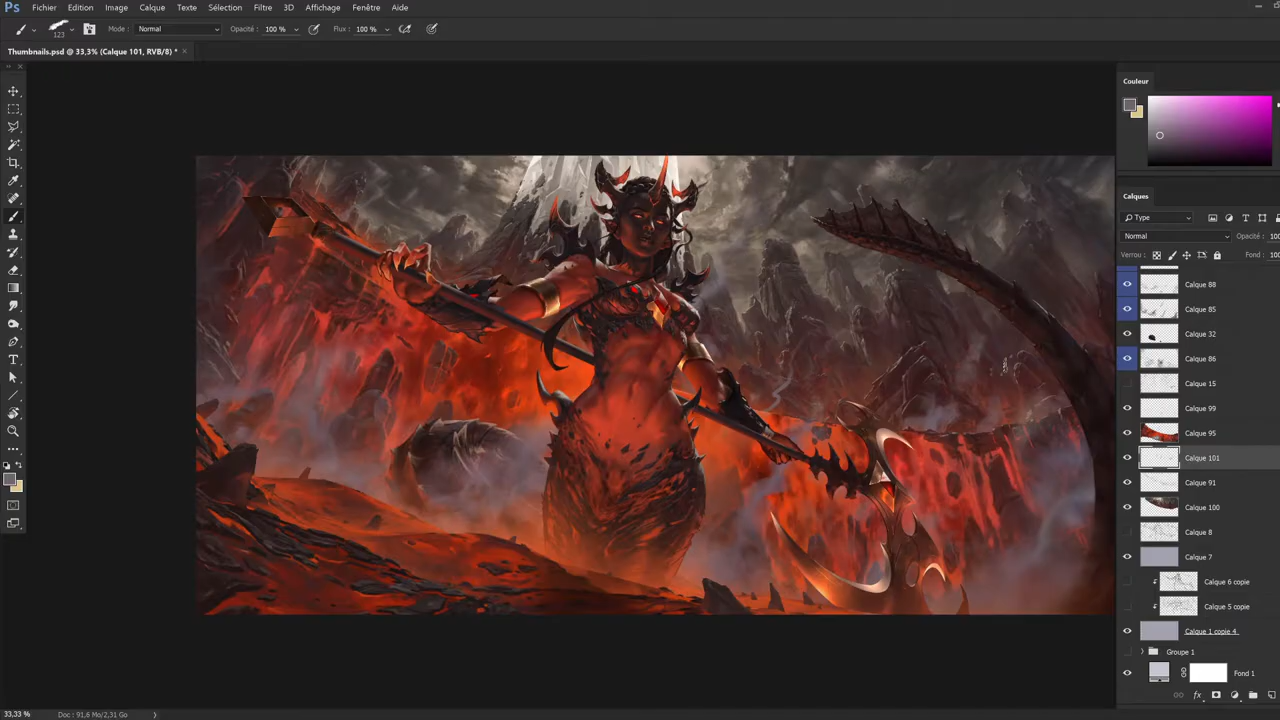 Ps Fichier Edition Image Calque Texte Sélection Filtre 3D Affichage Fenêtre Aide
123 Mode : Normal Opacité : 100 % Flux : 100 %
Thumbnails.psd @ 33,3% (Calque 101, RVB/8) *
Couleur
Calques
Type
Normal Opacité : 100
Verrou : Fond : 100
Calque 88
Calque 85
Calque 32
Calque 86
Calque 15
Calque 99
Calque 95
Calque 101
Calque 91
Calque 100
Calque 8
Calque 7
Calque 6 copie
Calque 5 copie
Calque 1 copie 4
Groupe 1
Fond 1
33,33 % Doc : 91,6 Mo/2,31 Go